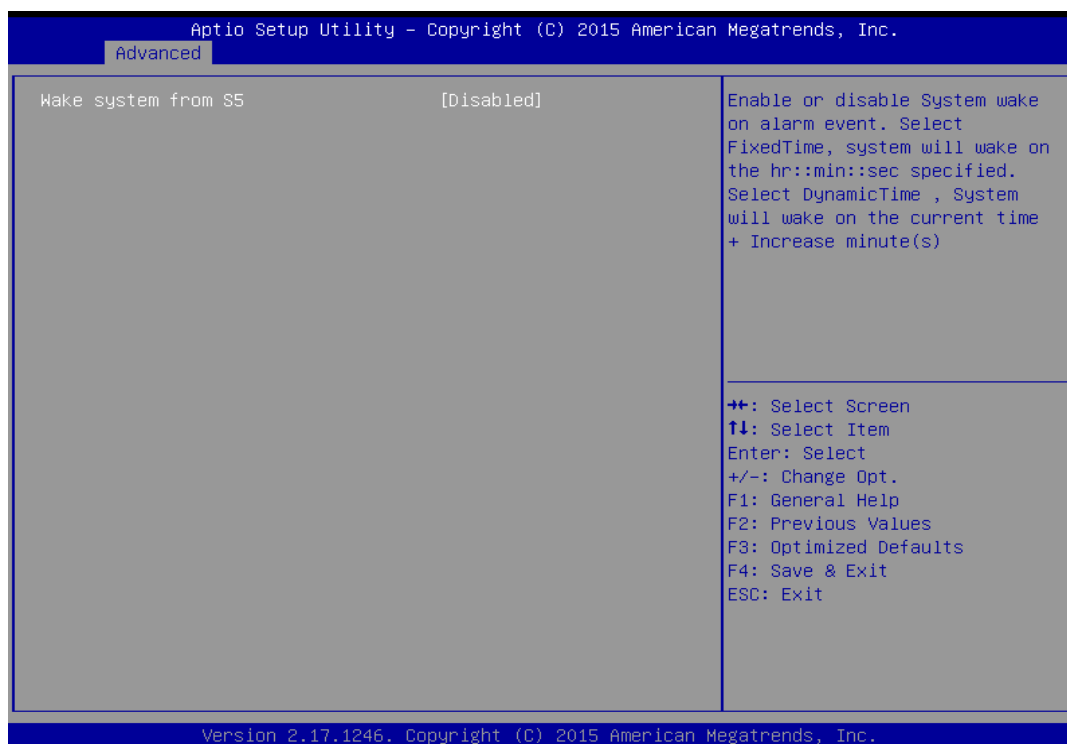 Aptio Setup Utility – Copyright (C) 2015 American Megatrends, Inc.
Advanced
Wake system from S5 [Disabled]
Enable or disable System wake
on alarm event. Select
FixedTime, system will wake on
the hr::min::sec specified.
Select DynamicTime , System
will wake on the current time
+ Increase minute(s)
→←: Select Screen
↑↓: Select Item
Enter: Select
+/-: Change Opt.
F1: General Help
F2: Previous Values
F3: Optimized Defaults
F4: Save & Exit
ESC: Exit
Version 2.17.1246. Copyright (C) 2015 American Megatrends, Inc.